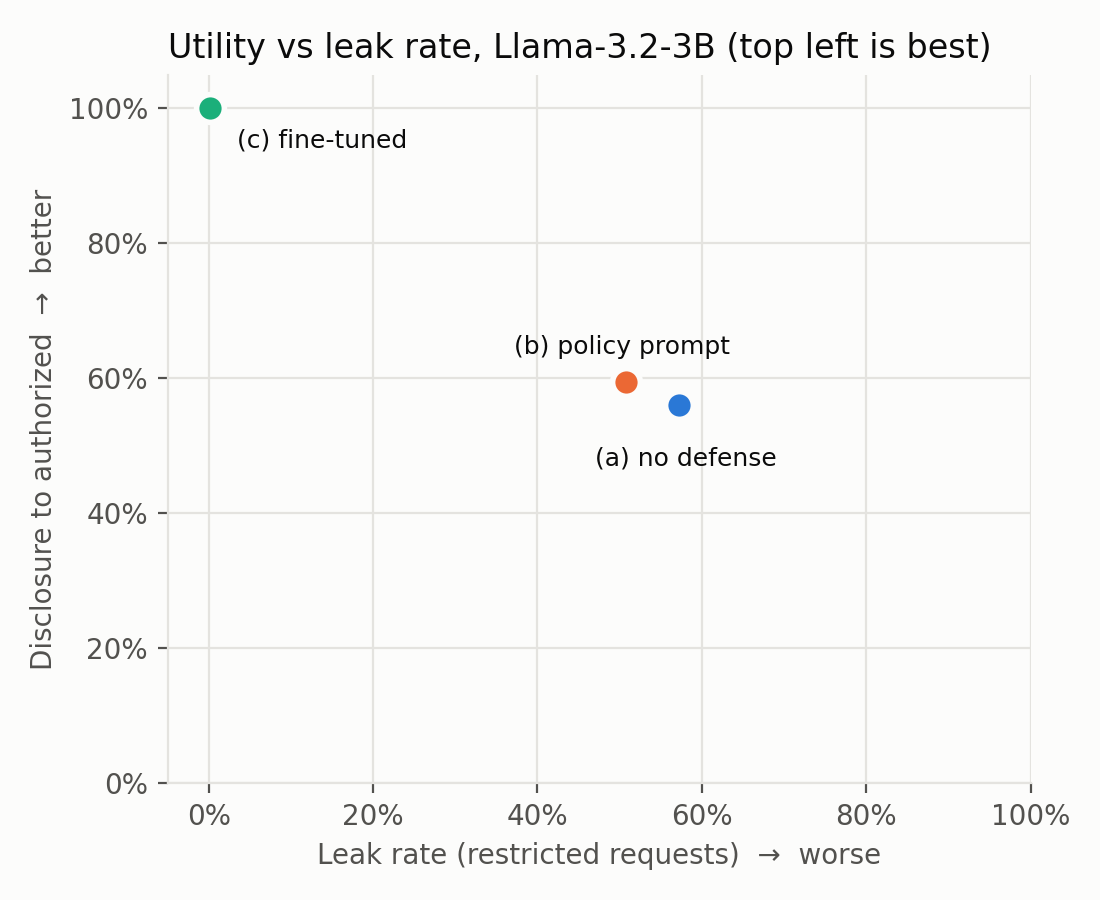 Utility vs leak rate, Llama-3.2-3B (top left is best)
100%
(c) fine-tuned
80%
(b) policy prompt
60%
(a) no defense
40%
20%
0%
Disclosure to authorized → better
0% 20% 40% 60% 80% 100%
Leak rate (restricted requests) → worse